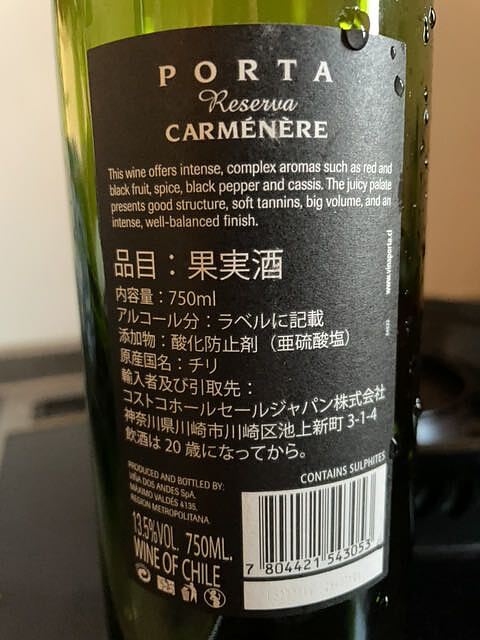 PORTA
Reserva
CARMÉNÈRE
This wine offers intense, complex aromas such as red and
black fruit, spice, black pepper and cassis. The juicy palate
presents good structure, soft tannins, big volume, and an
intense, well-balanced finish.
品目：果実酒
内容量：750ml
アルコール分：ラベルに記載
添加物：酸化防止剤（亜硫酸塩）
原産国名：チリ
輸入者及び引取先：
コストコホールセールジャパン株式会社
神奈川県川崎市川崎区池上新町 3-1-4
飲酒は 20 歳になってから。
www.vinaporta.cl
CONTAINS SULPHITES
PRODUCED AND BOTTLED BY:
VIÑA DOS ANDES SpA.
MÁXIMO VALDÉS 4135.
REGION METROPOLITANA.
13.5%VOL. 750ML.
WINE OF CHILE
7 804421 543053